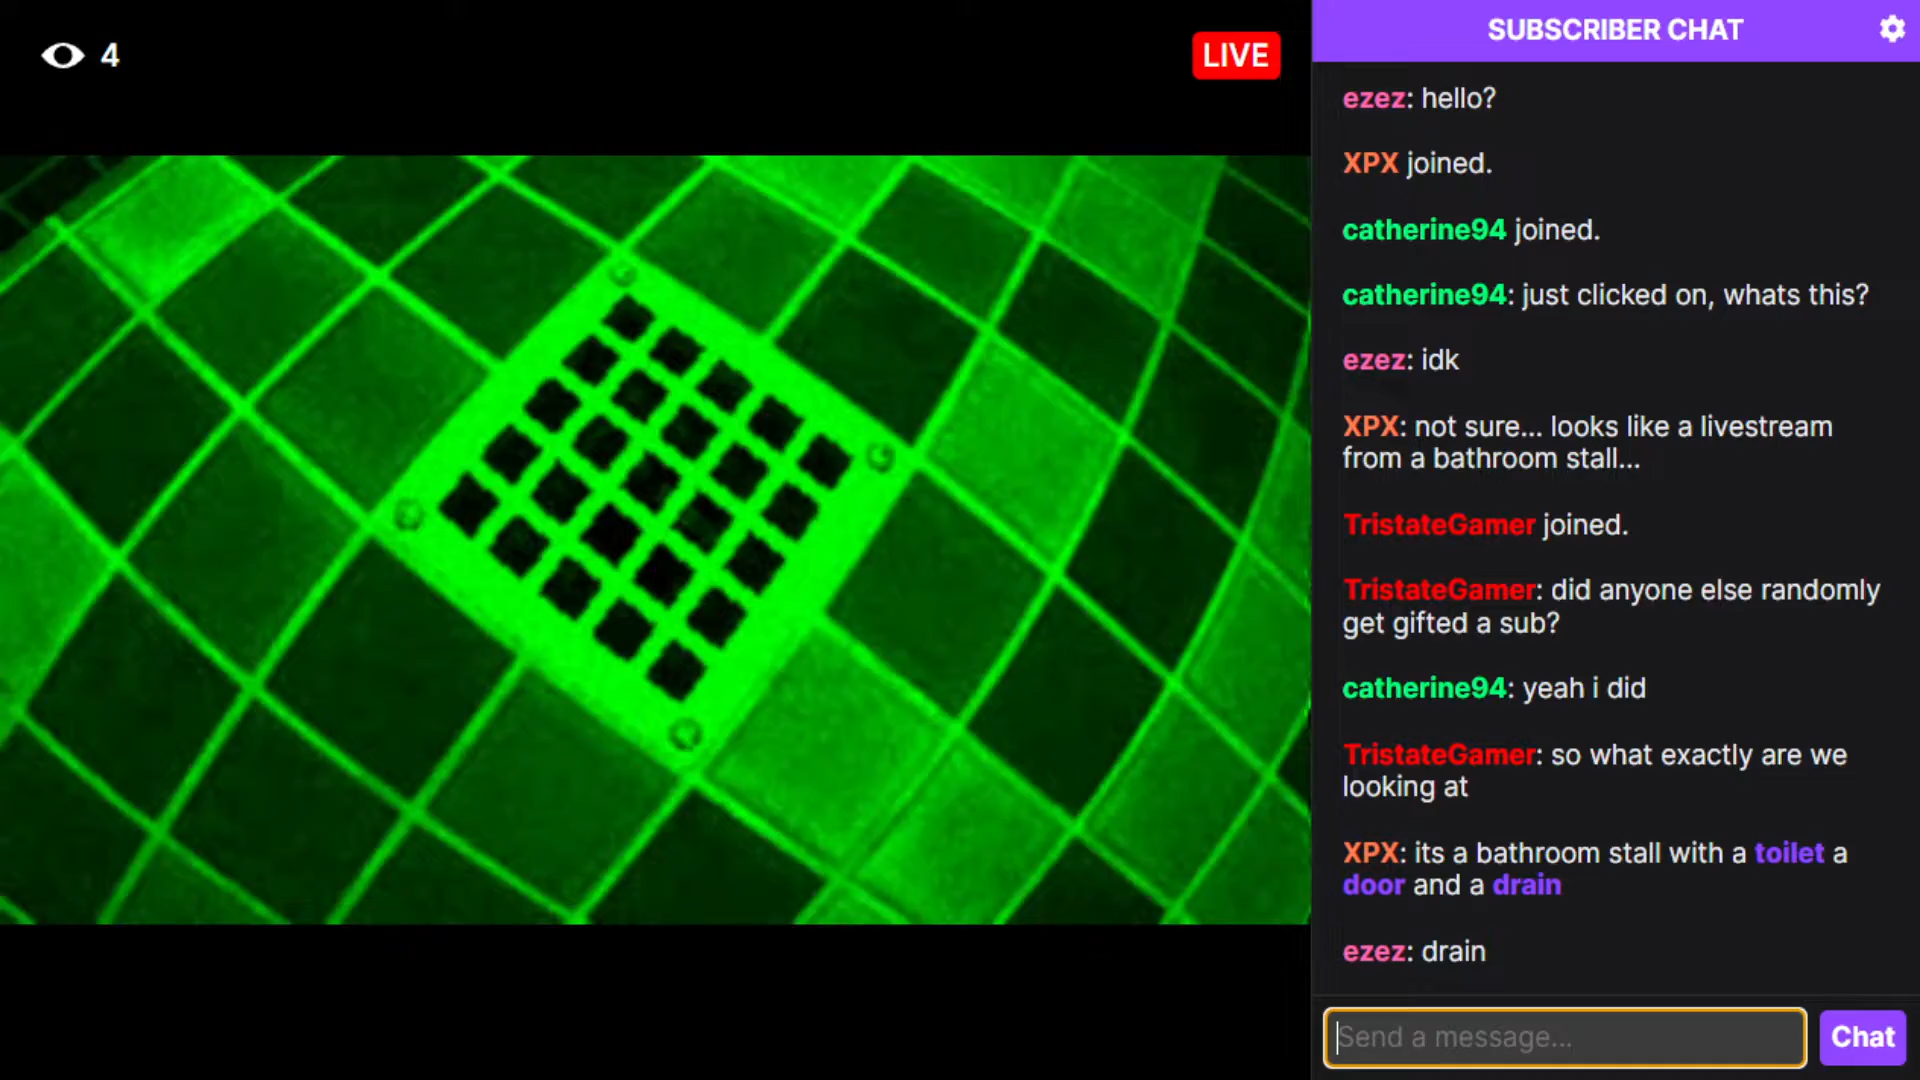 4
LIVE
SUBSCRIBER CHAT
ezez: hello?
XPX joined.
catherine94 joined.
catherine94: just clicked on, whats this?
ezez: idk
XPX: not sure... looks like a livestream
from a bathroom stall...
TristateGamer joined.
TristateGamer: did anyone else randomly
get gifted a sub?
catherine94: yeah i did
TristateGamer: so what exactly are we
looking at
XPX: its a bathroom stall with a toilet a
door and a drain
ezez: drain
Send a message...
Chat